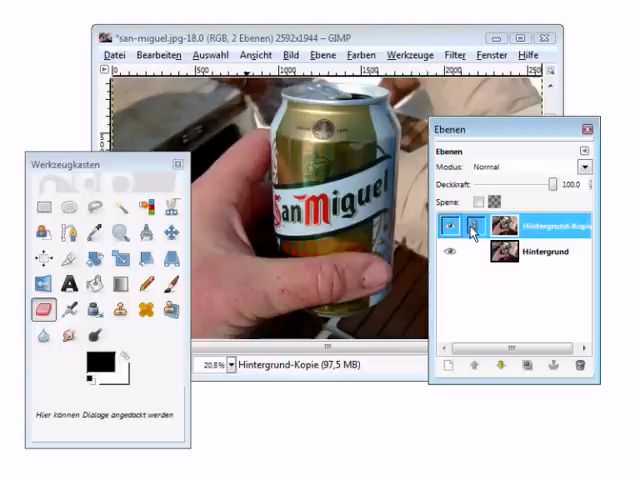 *san-miguel.jpg-18.0 (RGB, 2 Ebenen) 2592x1944 – GIMP
Datei Bearbeiten Auswahl Ansicht Bild Ebene Farben Werkzeuge Filter Fenster Hilfe
0 500 1000 1500 2000 250
San Miguel
20,8% Hintergrund-Kopie (97,5 MB)
Werkzeugkasten
Hier können Dialoge angedockt werden
Ebenen
Ebenen
Modus: Normal
Deckkraft: 100,0
Sperre:
Hintergrund-Kopie
Hintergrund